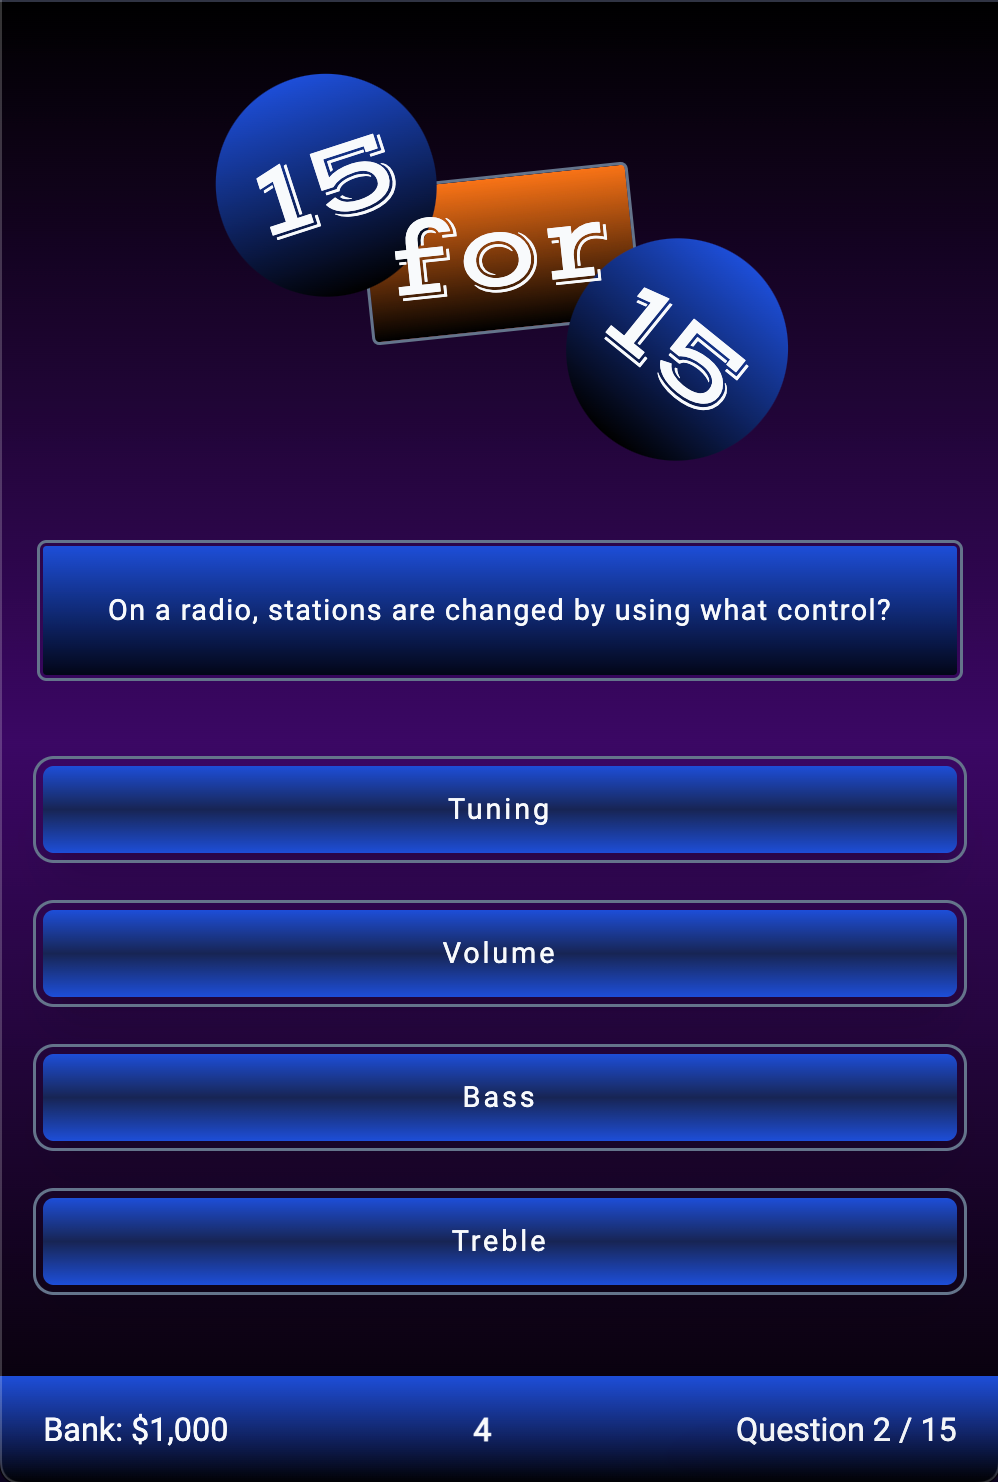 15
for
15
On a radio, stations are changed by using what control?
Tuning
Volume
Bass
Treble
Bank: $1,000
4
Question 2 / 15